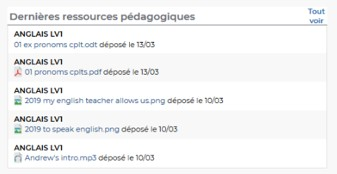 Dernières ressources pédagogiques
Tout
voir
ANGLAIS LV1
01 ex pronoms cplt.odt déposé le 13/03
ANGLAIS LV1
01 pronoms cplts.pdf déposé le 13/03
ANGLAIS LV1
2019 my english teacher allows us.png déposé le 10/03
ANGLAIS LV1
2019 to speak english.png déposé le 10/03
ANGLAIS LV1
Andrew's intro.mp3 déposé le 10/03